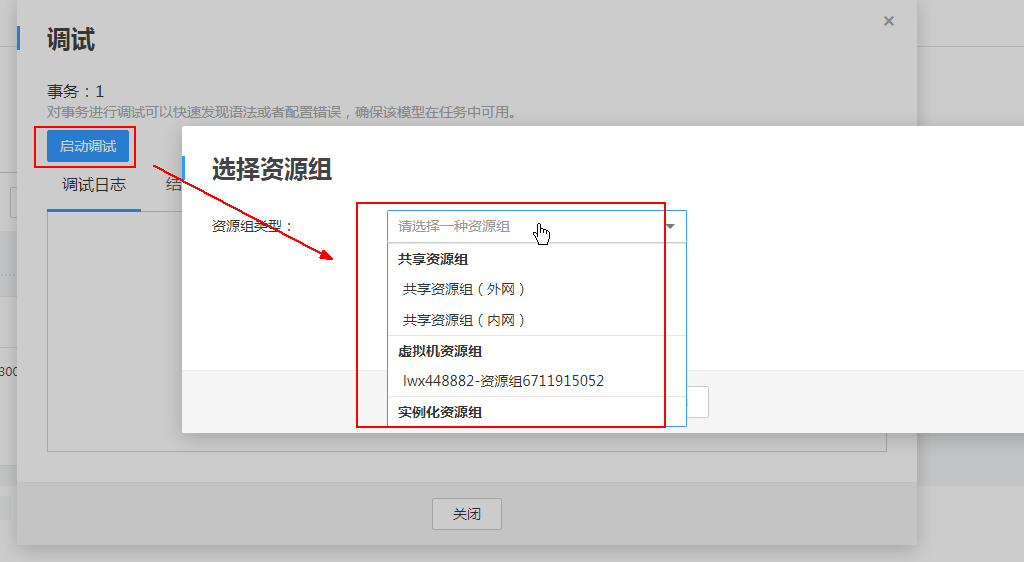 调试
事务：1
对事务进行调试可以快速发现语法或者配置错误，确保该模型在任务中可用。
启动调试
调试日志 结
选择资源组
资源组类型：
请选择一种资源组
共享资源组
共享资源组（外网）
共享资源组（内网）
虚拟机资源组
300
lwx448882-资源组6711915052
实例化资源组
关闭